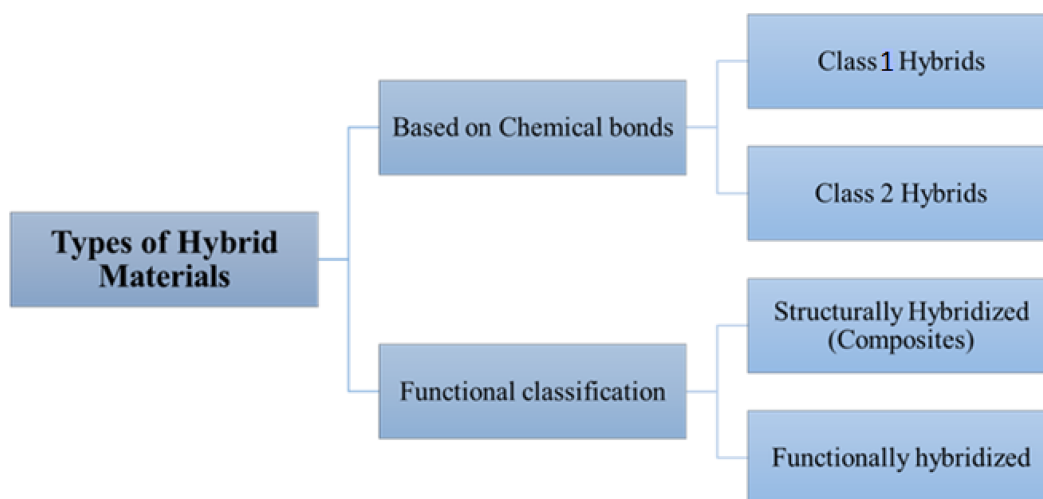 Types of Hybrid
Materials
Based on Chemical bonds
Class 1 Hybrids
Class 2 Hybrids
Functional classification
Structurally Hybridized
(Composites)
Functionally hybridized